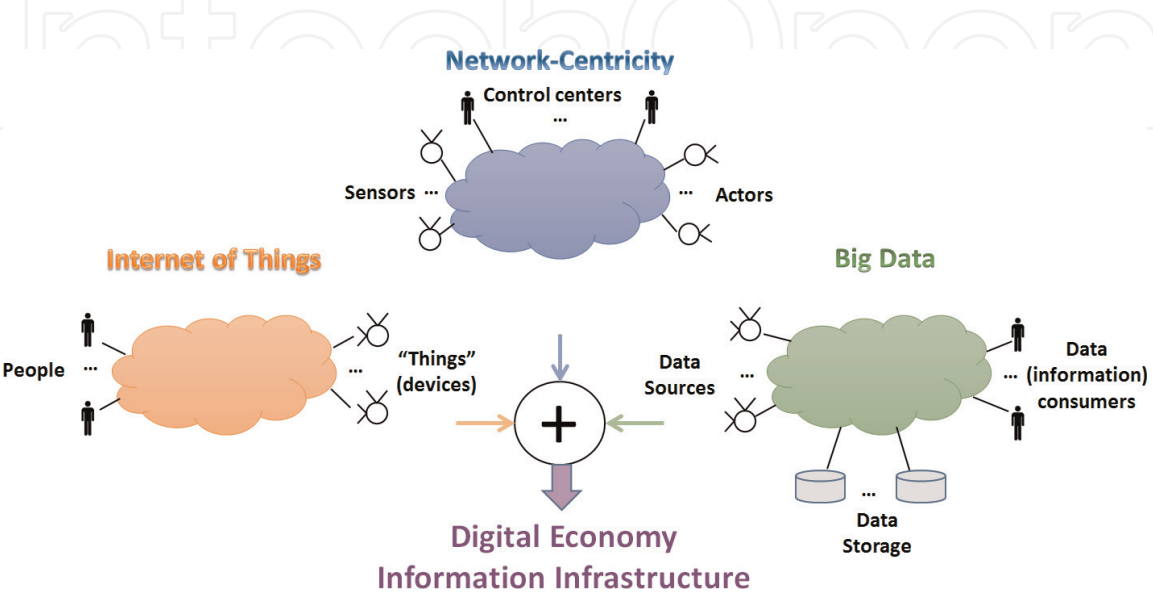 IntechOpen
Network-Centricity
Control centers
...
Sensors ...
... Actors
Internet of Things
Big Data
People ...
...
"Things"
(devices)
Data
Sources
...
Data
... (information)
consumers
+
...
Data
Storage
Digital Economy
Information Infrastructure